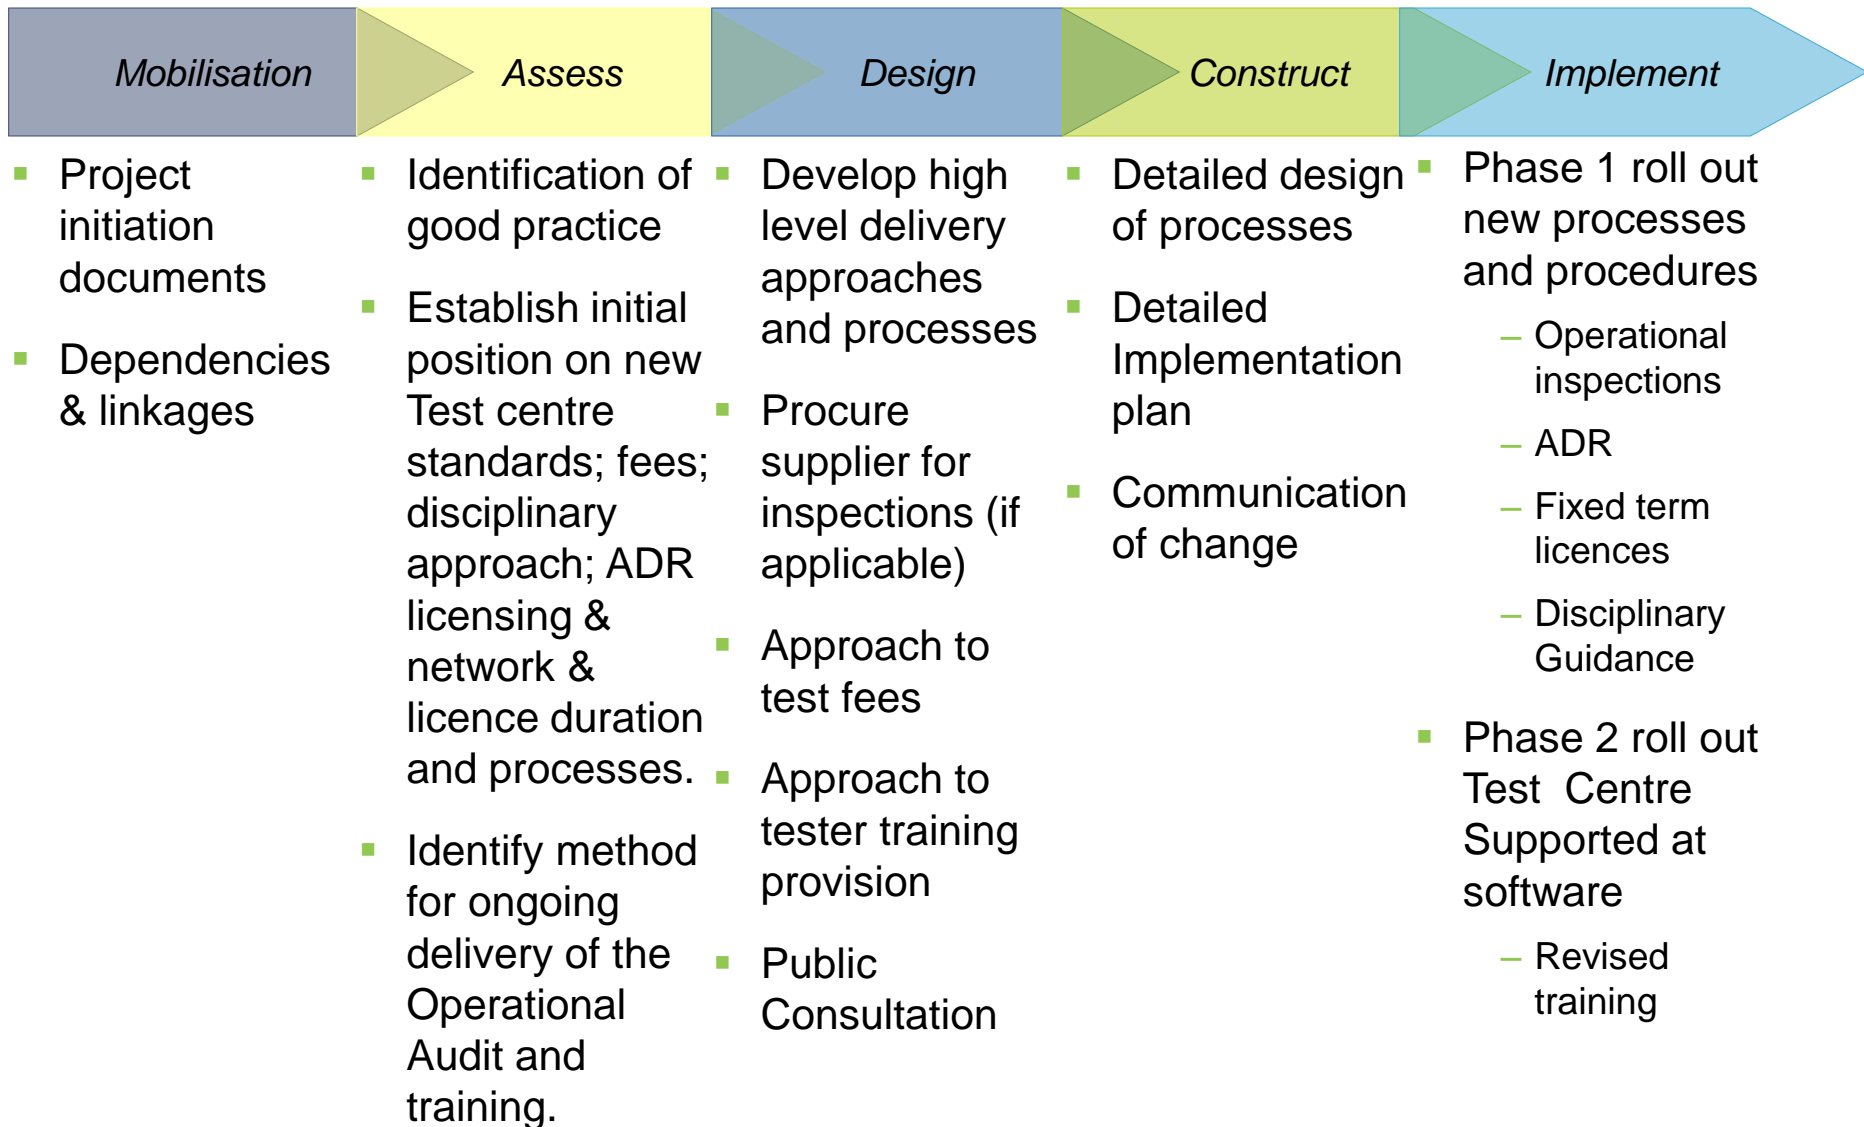 Mobilisation
Assess
Design
Construct
Implement
Project
initiation
documents
Dependencies
& linkages
Identification of
good practice
Establish initial
position on new
Test centre
standards; fees;
disciplinary
approach; ADR
licensing &
network &
licence duration
and processes.
Identify method
for ongoing
delivery of the
Operational
Audit and
training.
Develop high
level delivery
approaches
and processes
Procure
supplier for
inspections (if
applicable)
Approach to
test fees
Approach to
tester training
provision
Public
Consultation
Detailed design
of processes
Detailed
Implementation
plan
Communication
of change
Phase 1 roll out
new processes
and procedures
– Operational
inspections
– ADR
– Fixed term
licences
– Disciplinary
Guidance
Phase 2 roll out
Test Centre
Supported at
software
– Revised
training